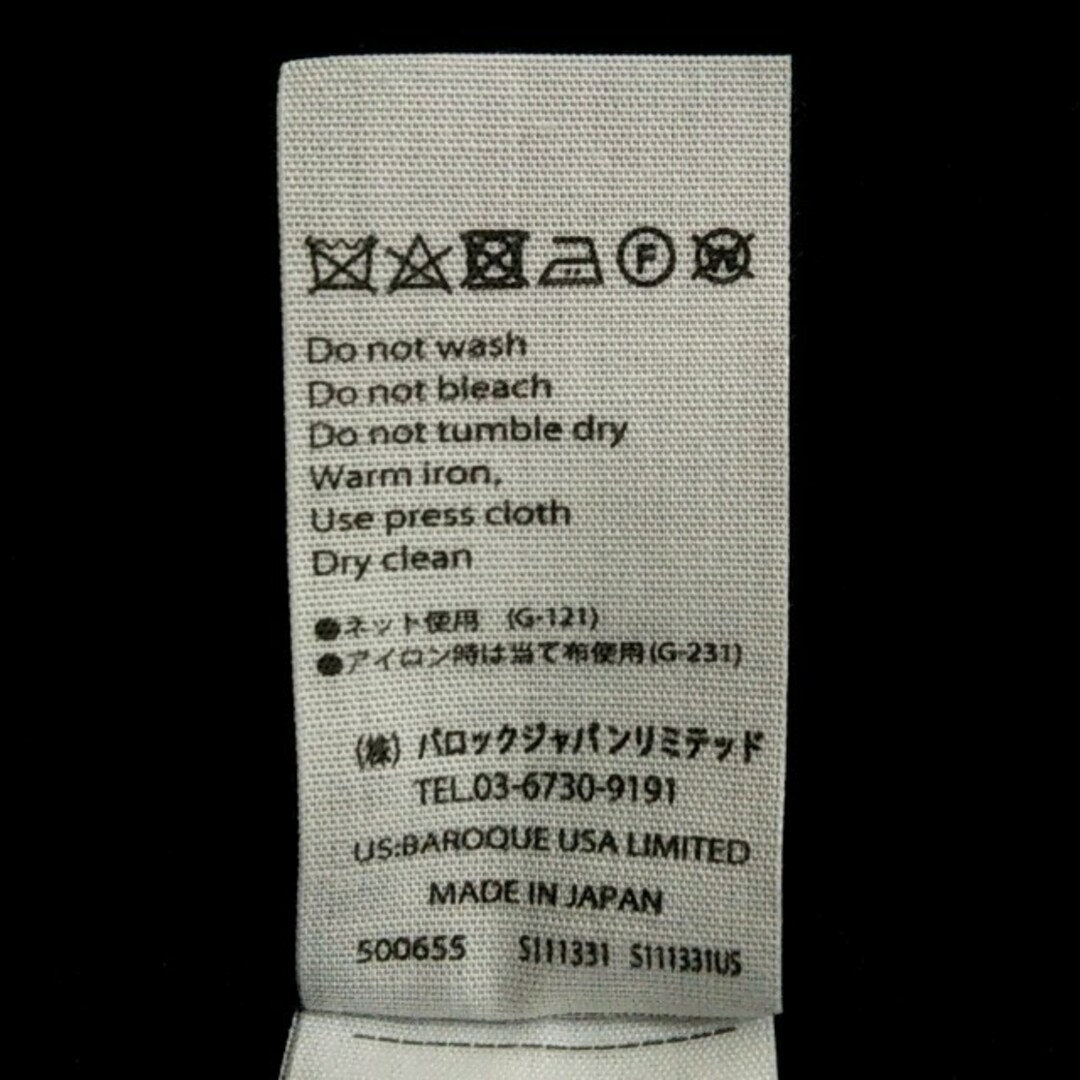 F W
Do not wash
Do not bleach
Do not tumble dry
Warm iron,
Use press cloth
Dry clean
●ネット使用 (G-121)
●アイロン時は当て布使用(G-231)
(株) バロックジャパンリミテッド
TEL.03-6730-9191
US:BAROQUE USA LIMITED
MADE IN JAPAN
500655 S111331 S111331US